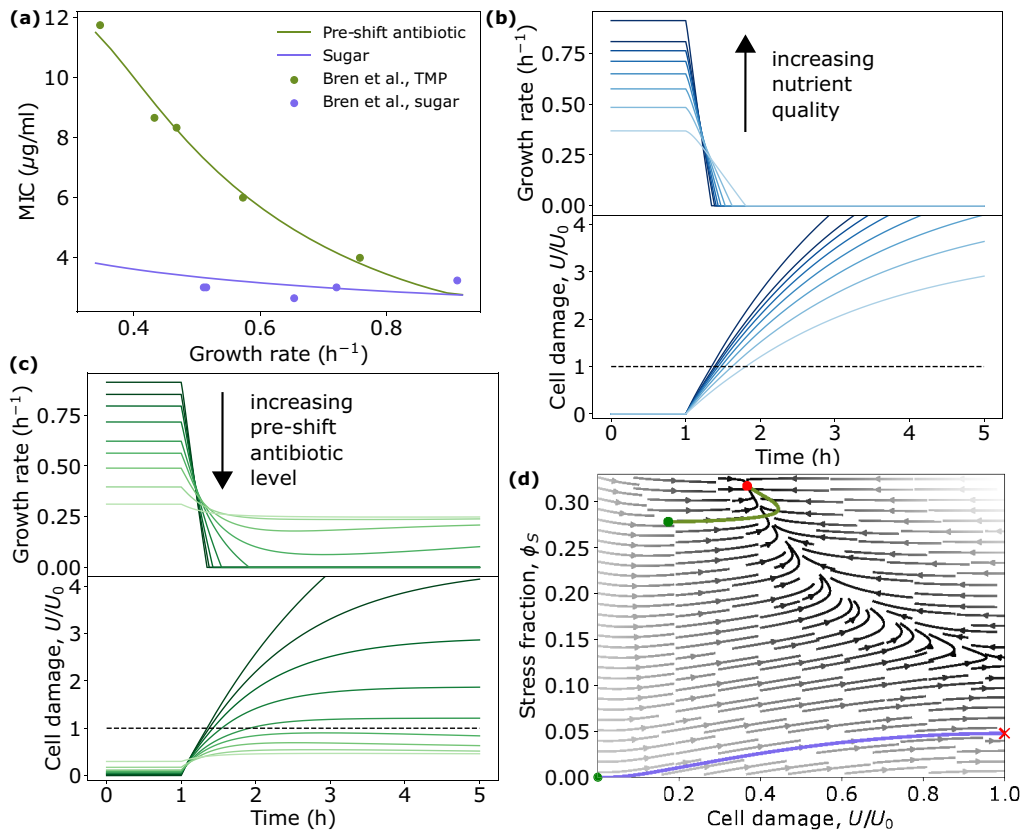 (a)
12
10
8
6
4
MIC (μg/ml)
0.4
0.6
0.8
Growth rate (h⁻¹)
Pre-shift antibiotic
Sugar
Bren et al., TMP
Bren et al., sugar
(b)
0.75
0.50
0.25
0.00
Growth rate (h⁻¹)
increasing
nutrient
quality
4
3
2
1
0
Cell damage, U/U₀
0
1
2
3
4
5
Time (h)
(c)
0.75
0.50
0.25
0.00
Growth rate (h⁻¹)
increasing
pre-shift
antibiotic
level
4
3
2
1
0
Cell damage, U/U₀
0
1
2
3
4
5
Time (h)
(d)
0.30
0.25
0.20
0.15
0.10
0.05
0.00
Stress fraction, ϕ_S
0.2
0.4
0.6
0.8
1.0
Cell damage, U/U₀